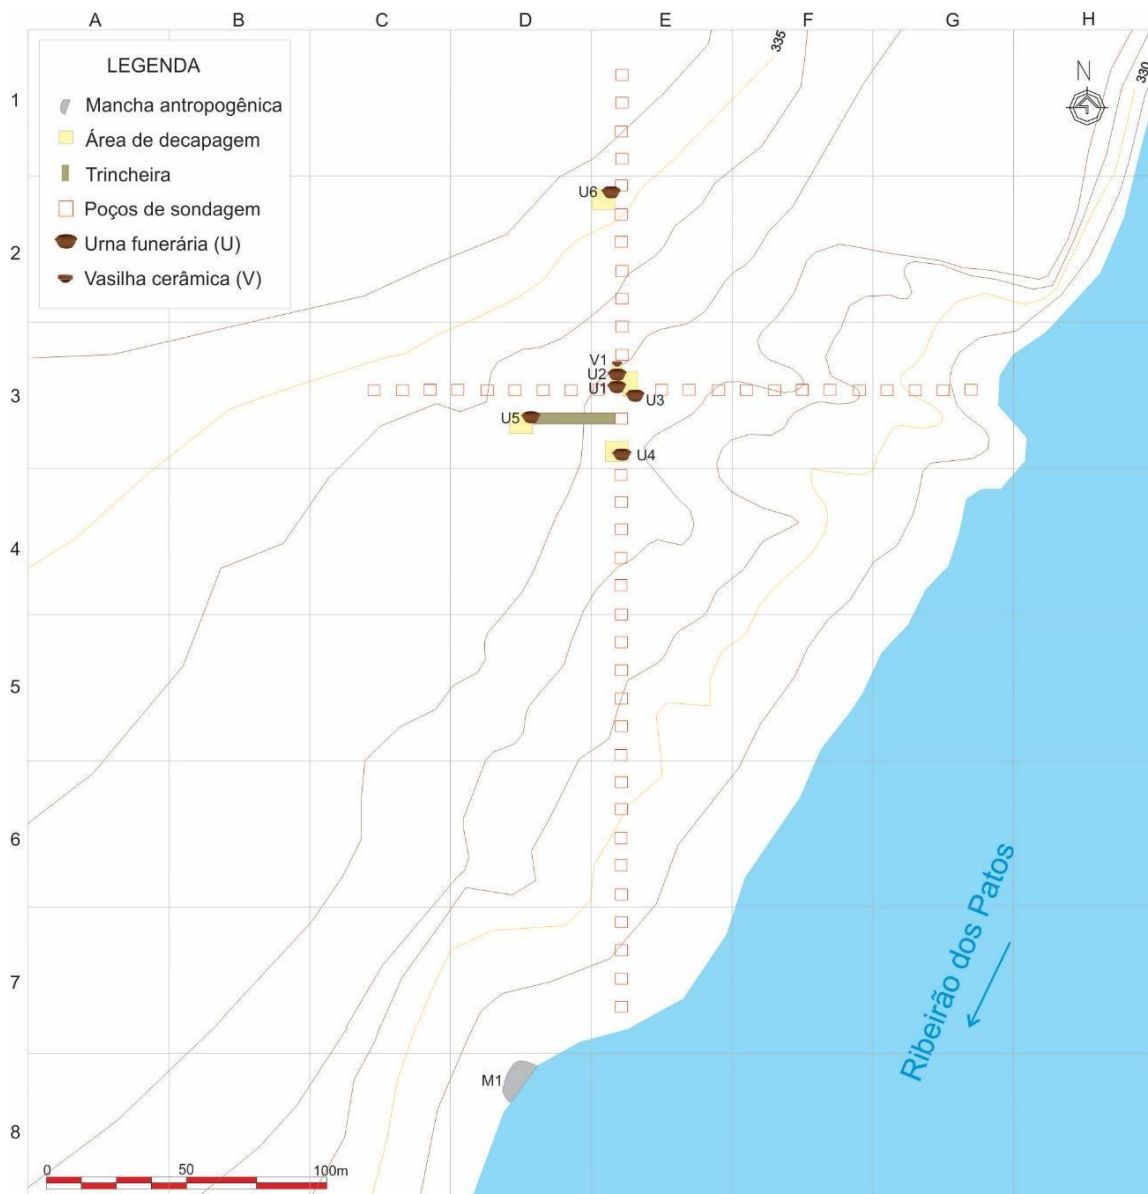 A B C D E F G H
LEGENDA
Mancha antropogênica
Área de decapagem
Trincheira
Poços de sondagem
Urna funerária (U)
Vasilha cerâmica (V)
335
N
330
1
U6
2
V1
U2
U1
U3
3
U5
U4
4
5
6
Ribeirão dos Patos
7
M1
8
0 50 100m